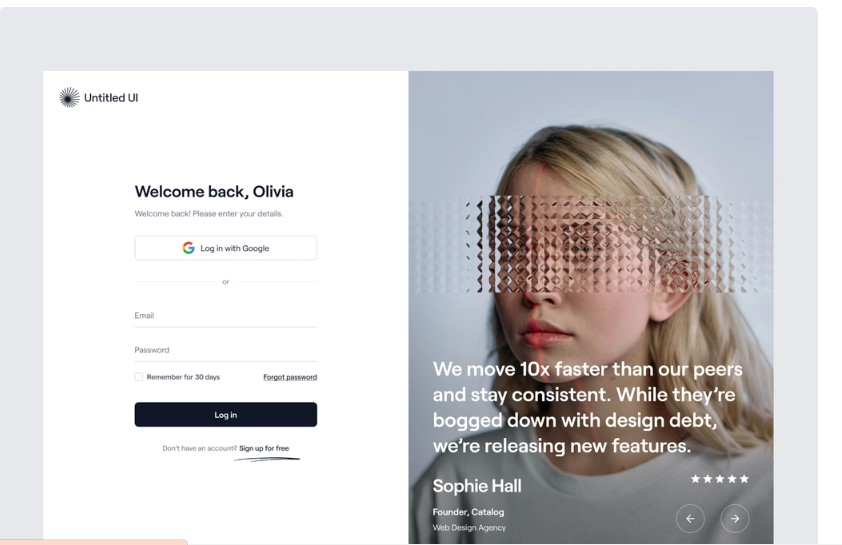 Untitled UI
Welcome back, Olivia
Welcome back! Please enter your details.
Log in with Google
or
Email
Password
Remember for 30 days
Forgot password
Log in
Don't have an account? Sign up for free
We move 10x faster than our peers
and stay consistent. While they're
bogged down with design debt,
we're releasing new features.
Sophie Hall
Founder, Catalog
Web Design Agency